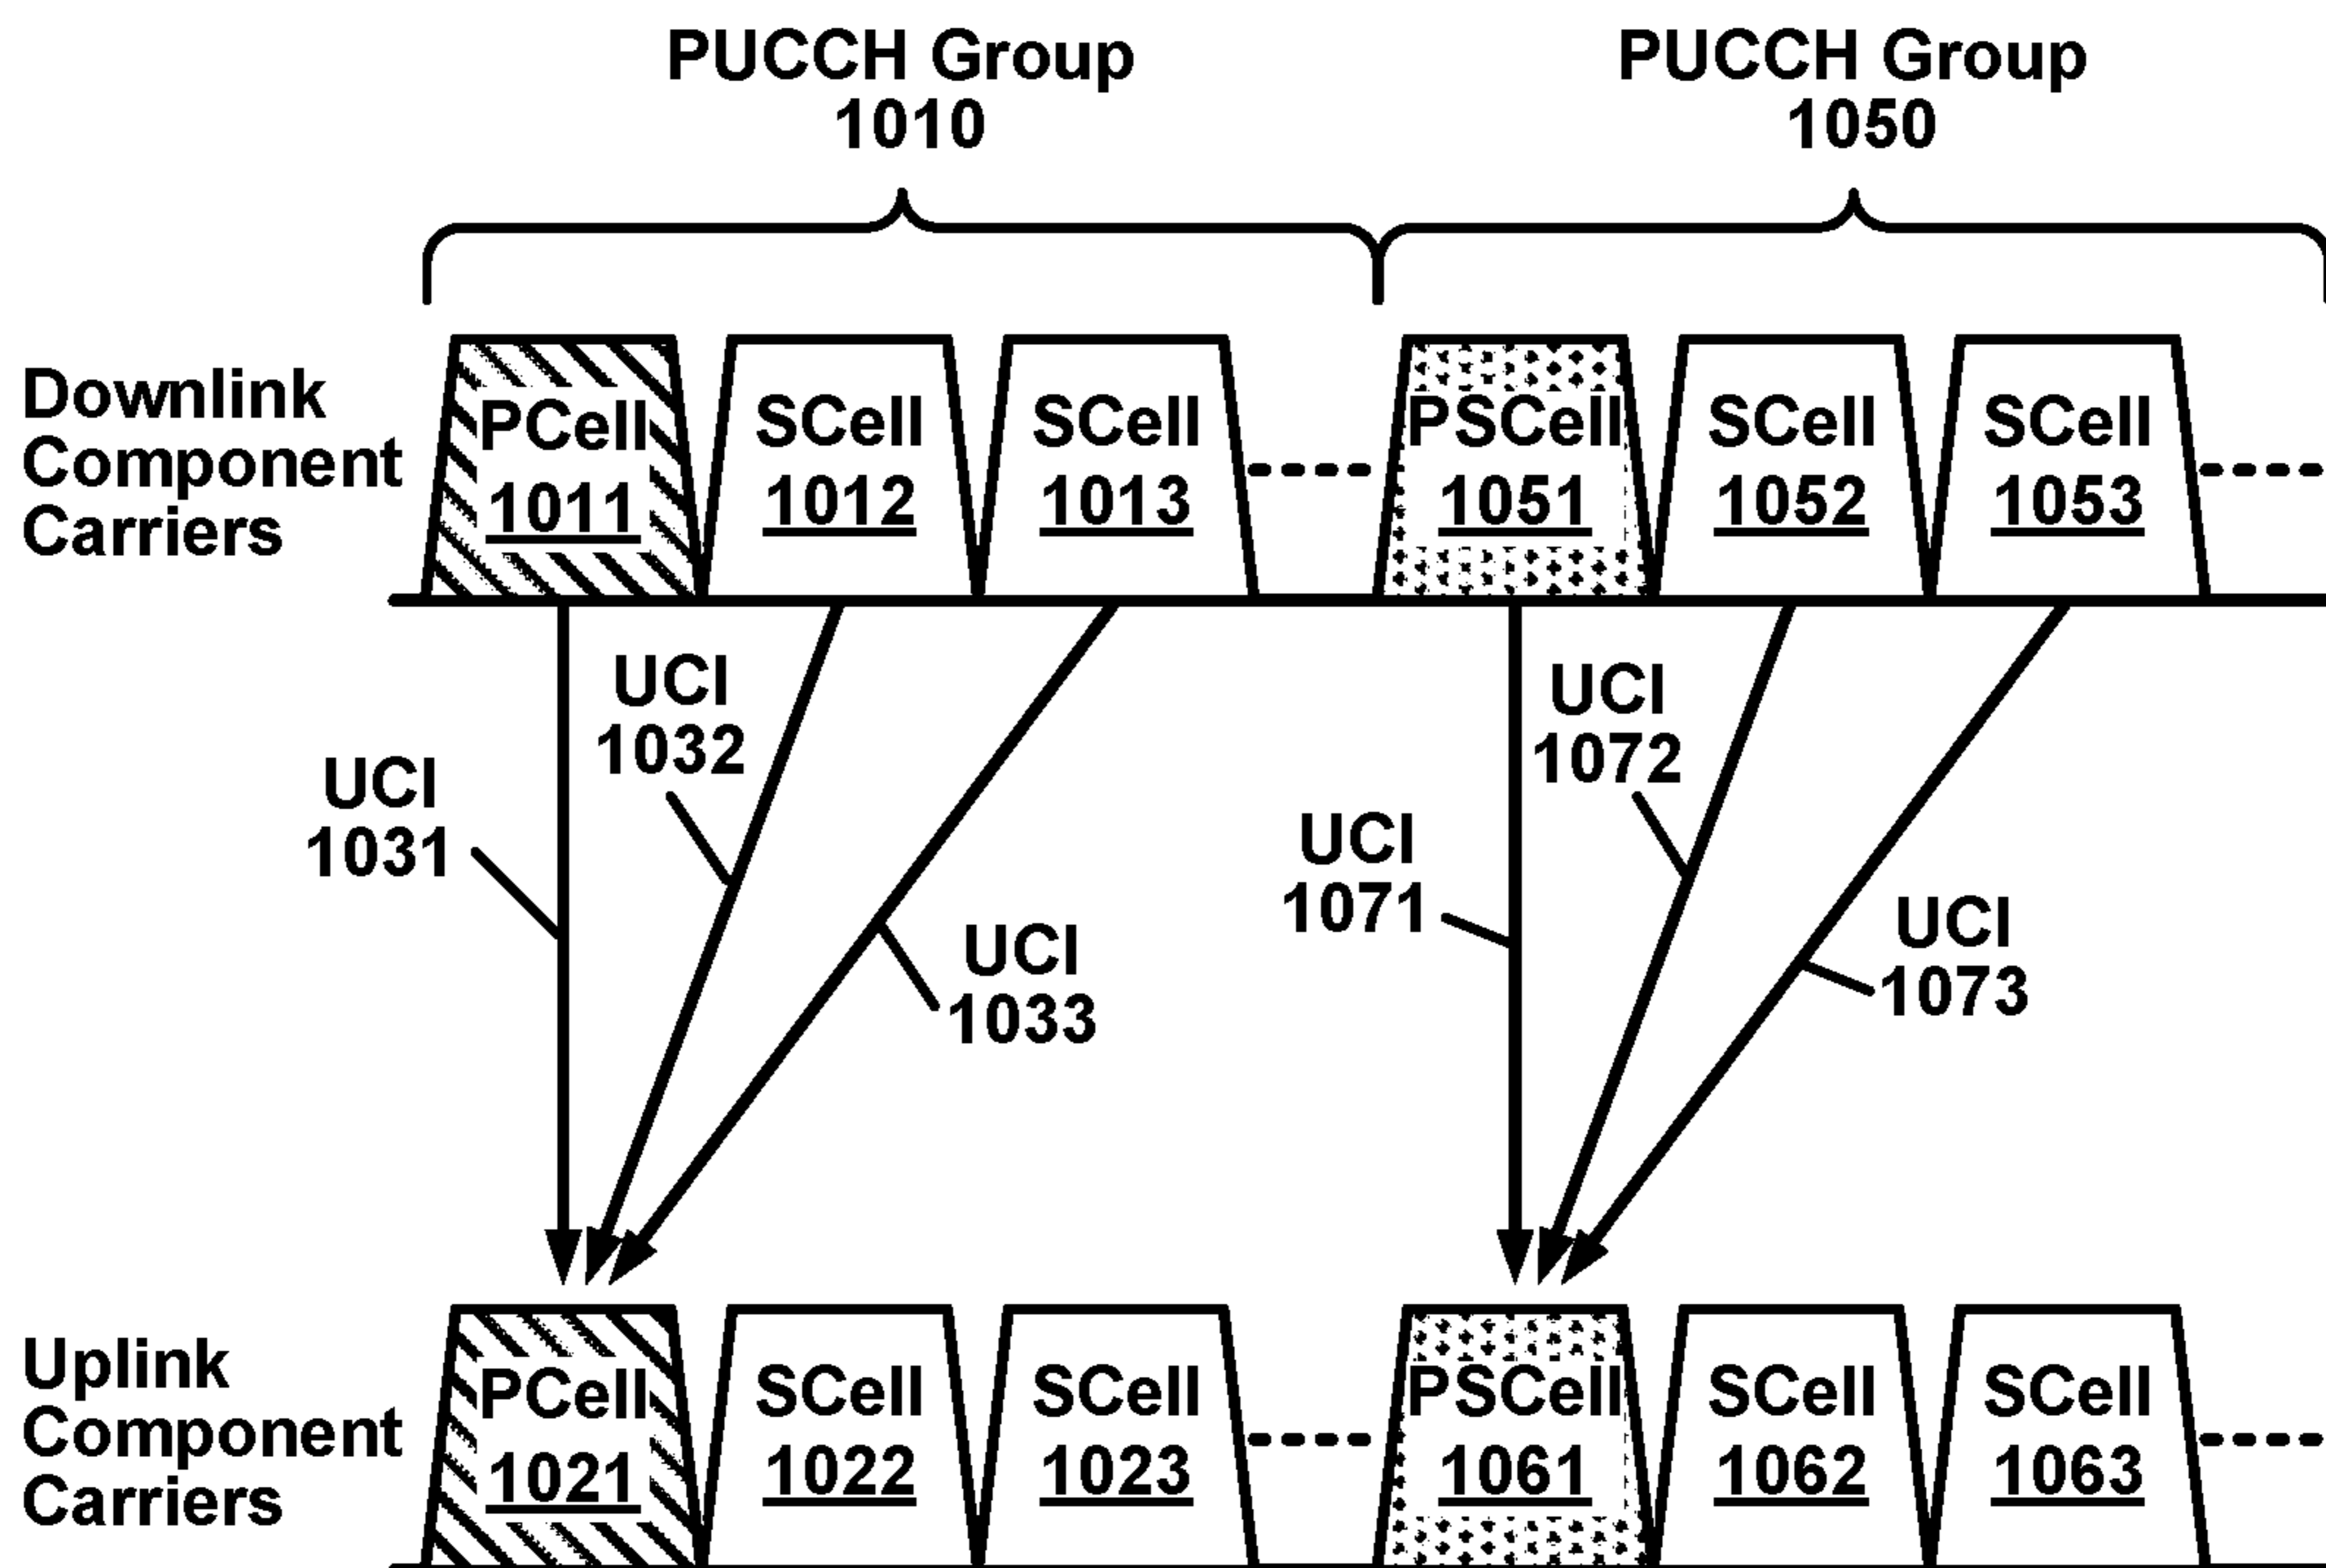 PUCCH Group
1010
PUCCH Group
1050
Downlink
Component
Carriers
PCell
1011
SCell
1012
SCell
1013
PSCell
1051
SCell
1052
SCell
1053
UCI
1031
UCI
1032
UCI
1033
UCI
1071
UCI
1072
UCI
1073
Uplink
Component
Carriers
PCell
1021
SCell
1022
SCell
1023
PSCell
1061
SCell
1062
SCell
1063